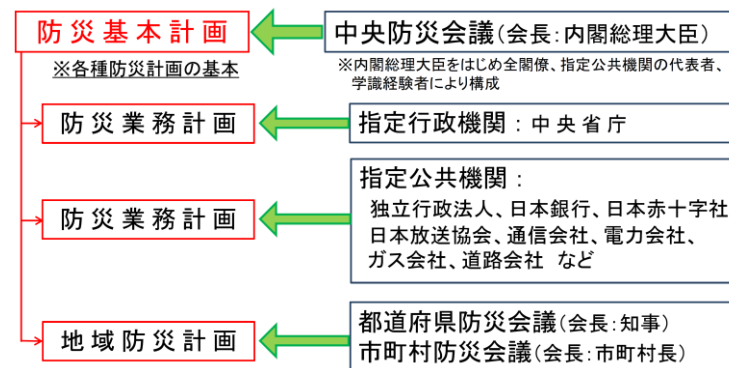 防災基本計画
※各種防災計画の基本
中央防災会議(会長:内閣総理大臣)
※内閣総理大臣をはじめ全閣僚、指定公共機関の代表者、
学識経験者により構成
防災業務計画
指定行政機関:中央省庁
防災業務計画
指定公共機関:
独立行政法人、日本銀行、日本赤十字社
日本放送協会、通信会社、電力会社、
ガス会社、道路会社 など
地域防災計画
都道府県防災会議(会長:知事)
市町村防災会議(会長:市町村長)